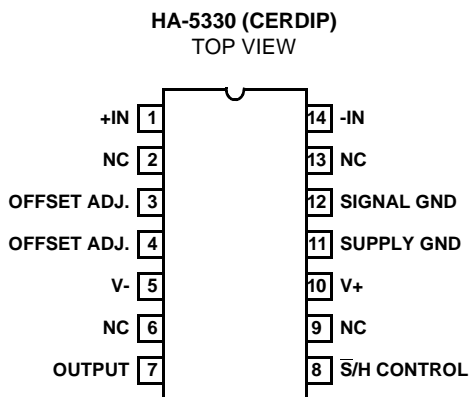 HA-5330 (CERDIP)
TOP VIEW
+IN 1 14 -IN
NC 2 13 NC
OFFSET ADJ. 3 12 SIGNAL GND
OFFSET ADJ. 4 11 SUPPLY GND
V- 5 10 V+
NC 6 9 NC
OUTPUT 7 8 S̅/H CONTROL